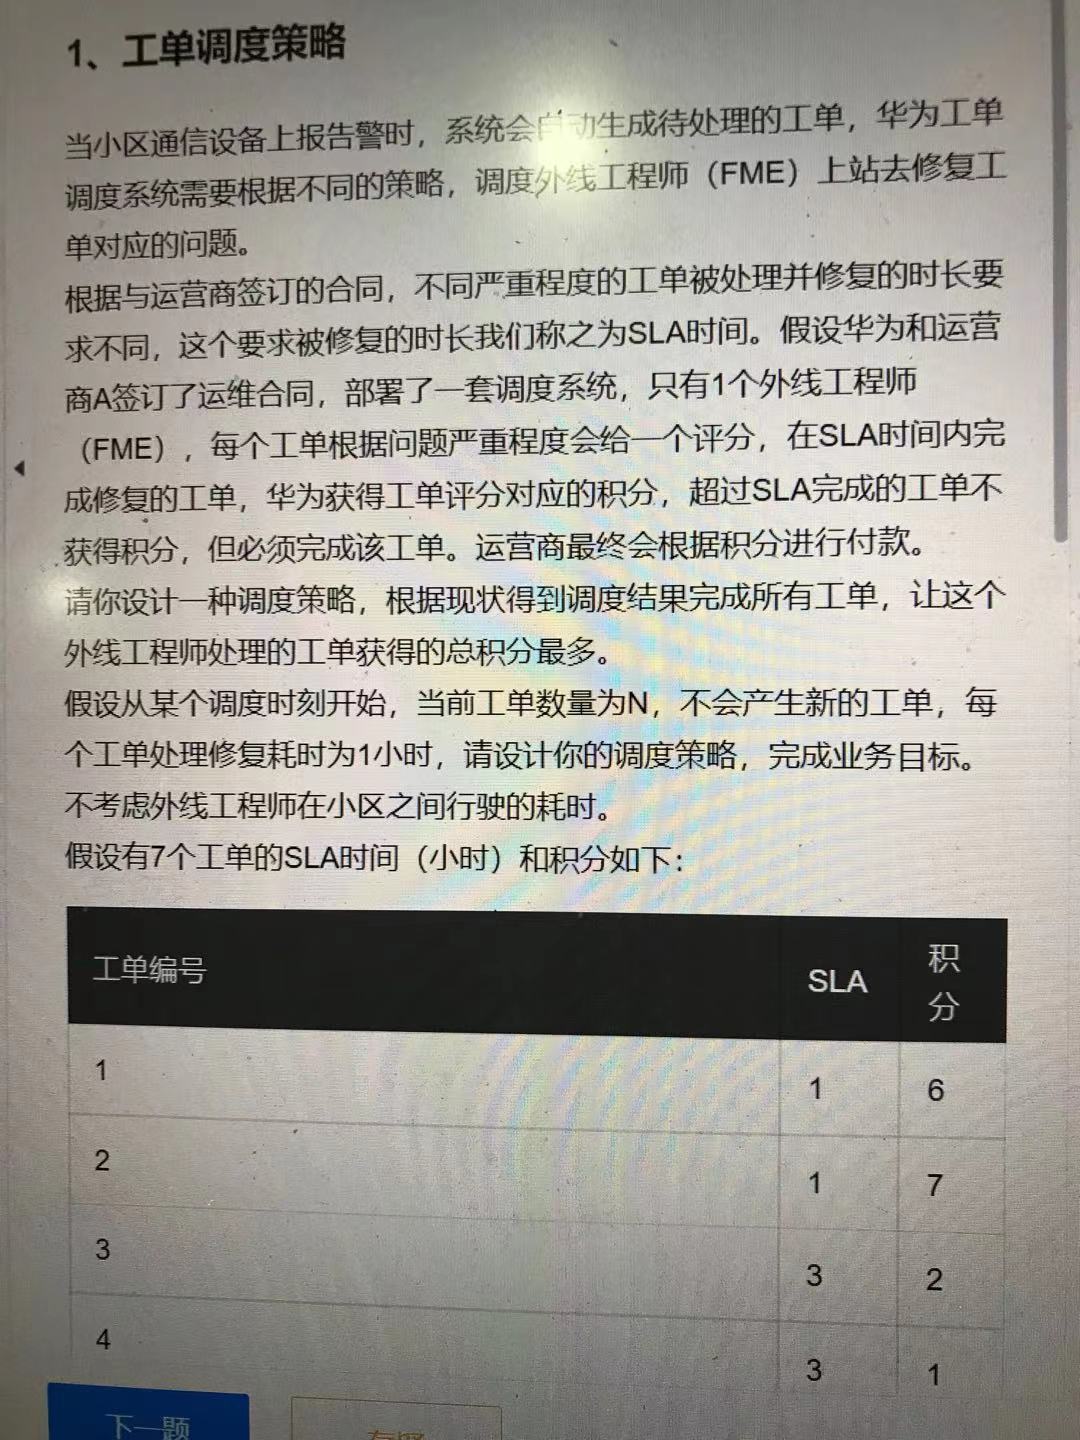 1、工单调度策略
当小区通信设备上报告警时，系统会自动生成待处理的工单，华为工单
调度系统需要根据不同的策略，调度外线工程师（FME）上站去修复工
单对应的问题。
根据与运营商签订的合同，不同严重程度的工单被处理并修复的时长要
求不同，这个要求被修复的时长我们称之为SLA时间。假设华为和运营
商A签订了运维合同，部署了一套调度系统，只有1个外线工程师
（FME），每个工单根据问题严重程度会给一个评分，在SLA时间内完
成修复的工单，华为获得工单评分对应的积分，超过SLA完成的工单不
获得积分，但必须完成该工单。运营商最终会根据积分进行付款。
请你设计一种调度策略，根据现状得到调度结果完成所有工单，让这个
外线工程师处理的工单获得的总积分最多。
假设从某个调度时刻开始，当前工单数量为N，不会产生新的工单，每
个工单处理修复耗时为1小时，请设计你的调度策略，完成业务目标。
不考虑外线工程师在小区之间行驶的耗时。
假设有7个工单的SLA时间（小时）和积分如下：
工单编号 SLA 积
分
1 1 6
2 1 7
3 3 2
4 3 1
下一题